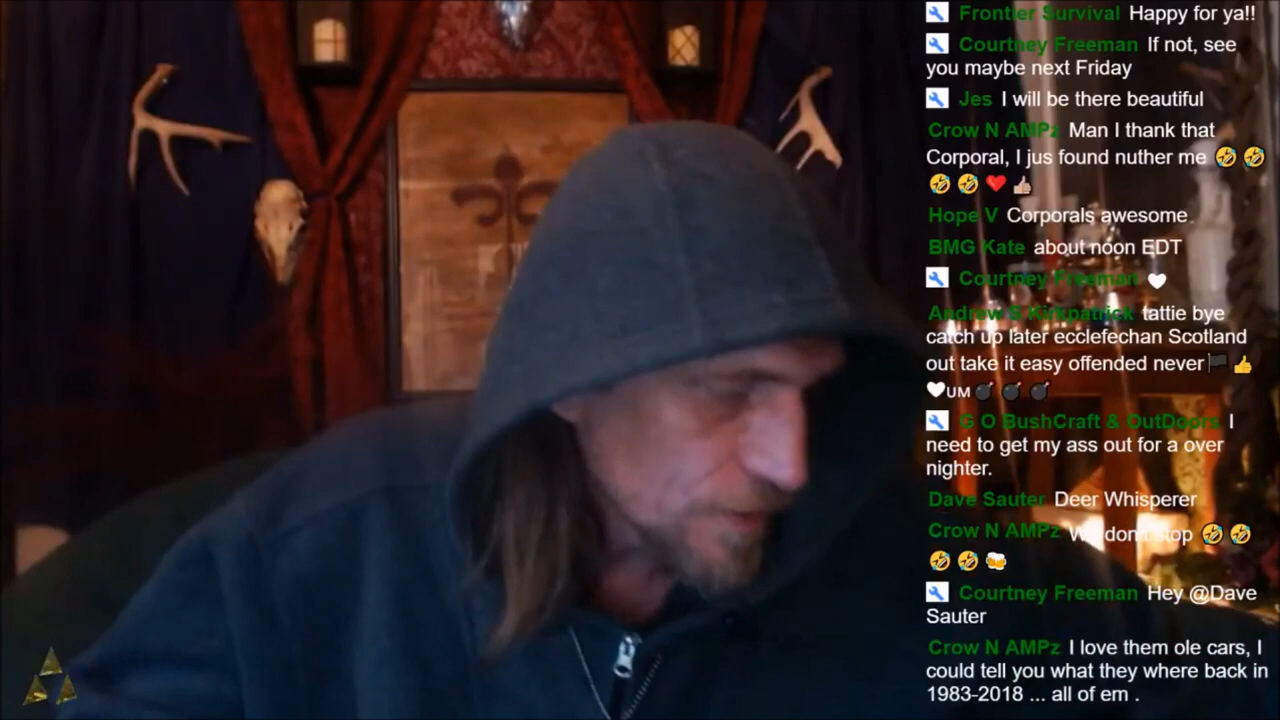 Frontier Survival Happy for ya!!
Courtney Freeman If not, see
you maybe next Friday
Jes I will be there beautiful
Crow N AMPz Man I thank that
Corporal, I jus found nuther me 🤣 🤣
🤣 🤣 ❤️ 👍🏼
Hope V Corporals awesome
BMG Kate about noon EDT
Courtney Freeman 🤍
Andrew S Kirkpatrick tattie bye
catch up later ecclefechan Scotland
out take it easy offended never🏴👍
🤍UM💣 💣 💣
G O BushCraft & OutDoors I
need to get my ass out for a over
nighter.
Dave Sauter Deer Whisperer
Crow N AMPz We dont stop 🤣 🤣
🤣 🤣 🍻
Courtney Freeman Hey @Dave
Sauter
Crow N AMPz I love them ole cars, I
could tell you what they where back in
1983-2018 ... all of em .